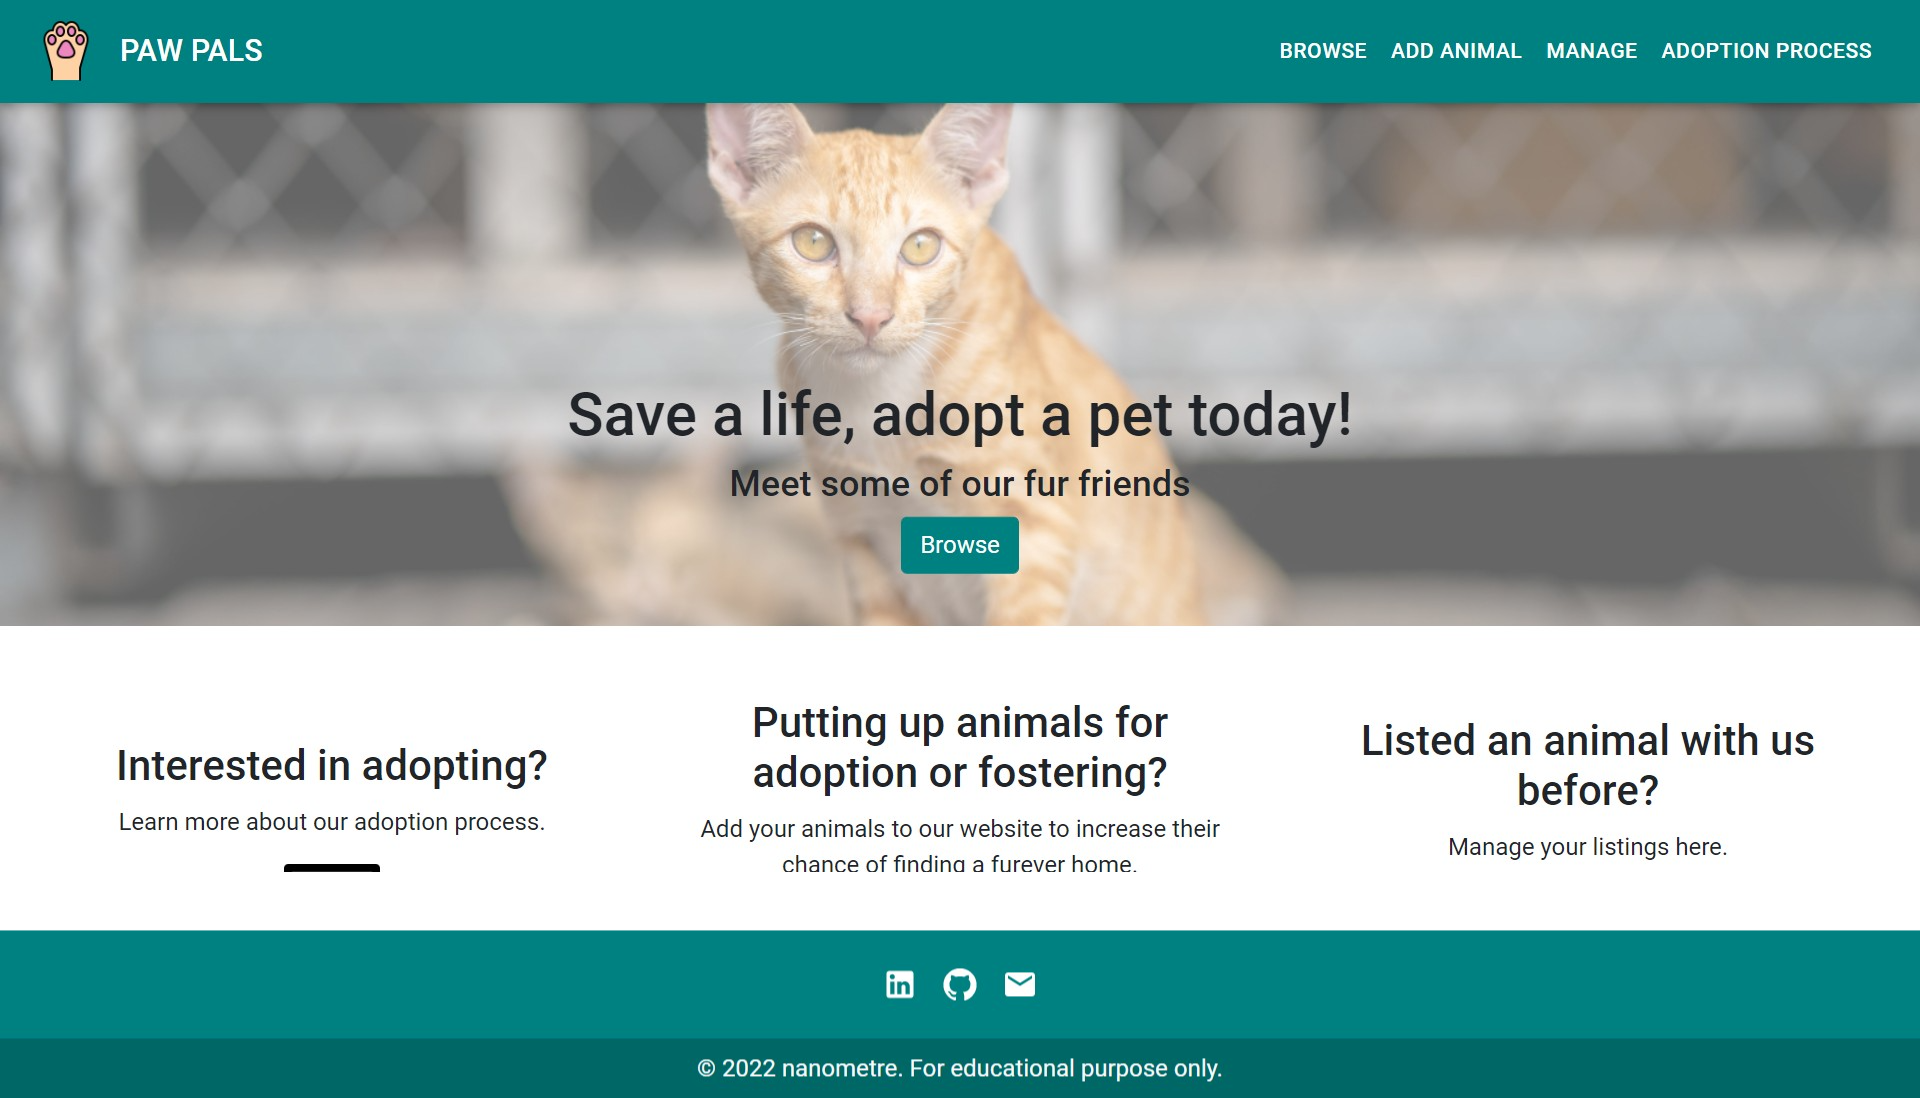 PAW PALS
BROWSE
ADD ANIMAL
MANAGE
ADOPTION PROCESS
Save a life, adopt a pet today!
Meet some of our fur friends
Browse
Interested in adopting?
Learn more about our adoption process.
Putting up animals for
adoption or fostering?
Add your animals to our website to increase their
chance of finding a furever home.
Listed an animal with us
before?
Manage your listings here.
in
© 2022 nanometre. For educational purpose only.